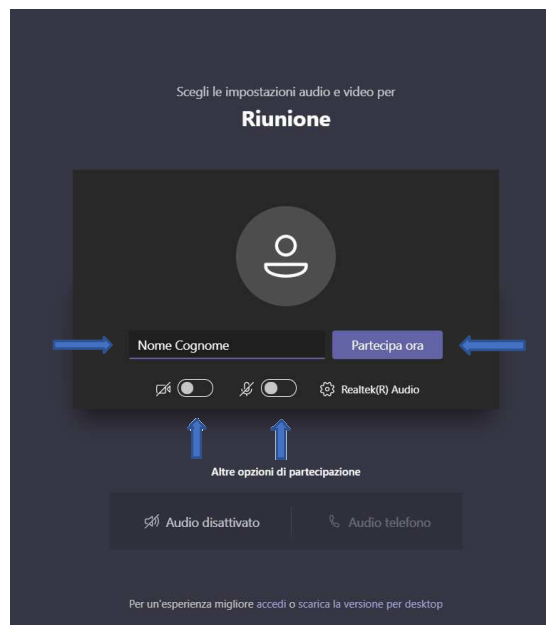 Scegli le impostazioni audio e video per
Riunione
Nome Cognome
Partecipa ora
Realtek(R) Audio
Altre opzioni di partecipazione
Audio disattivato
Audio telefono
Per un'esperienza migliore accedi o scarica la versione per desktop